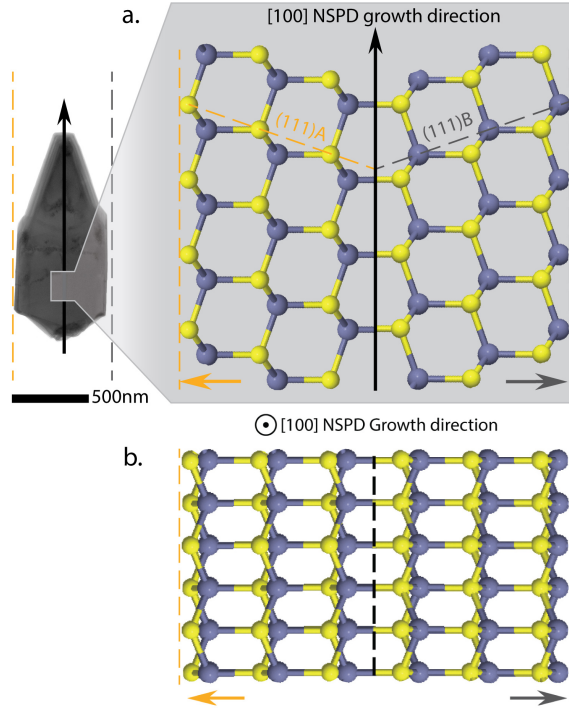 a.
[100] NSPD growth direction
(111)A
(111)B
500nm
[100] NSPD Growth direction
b.